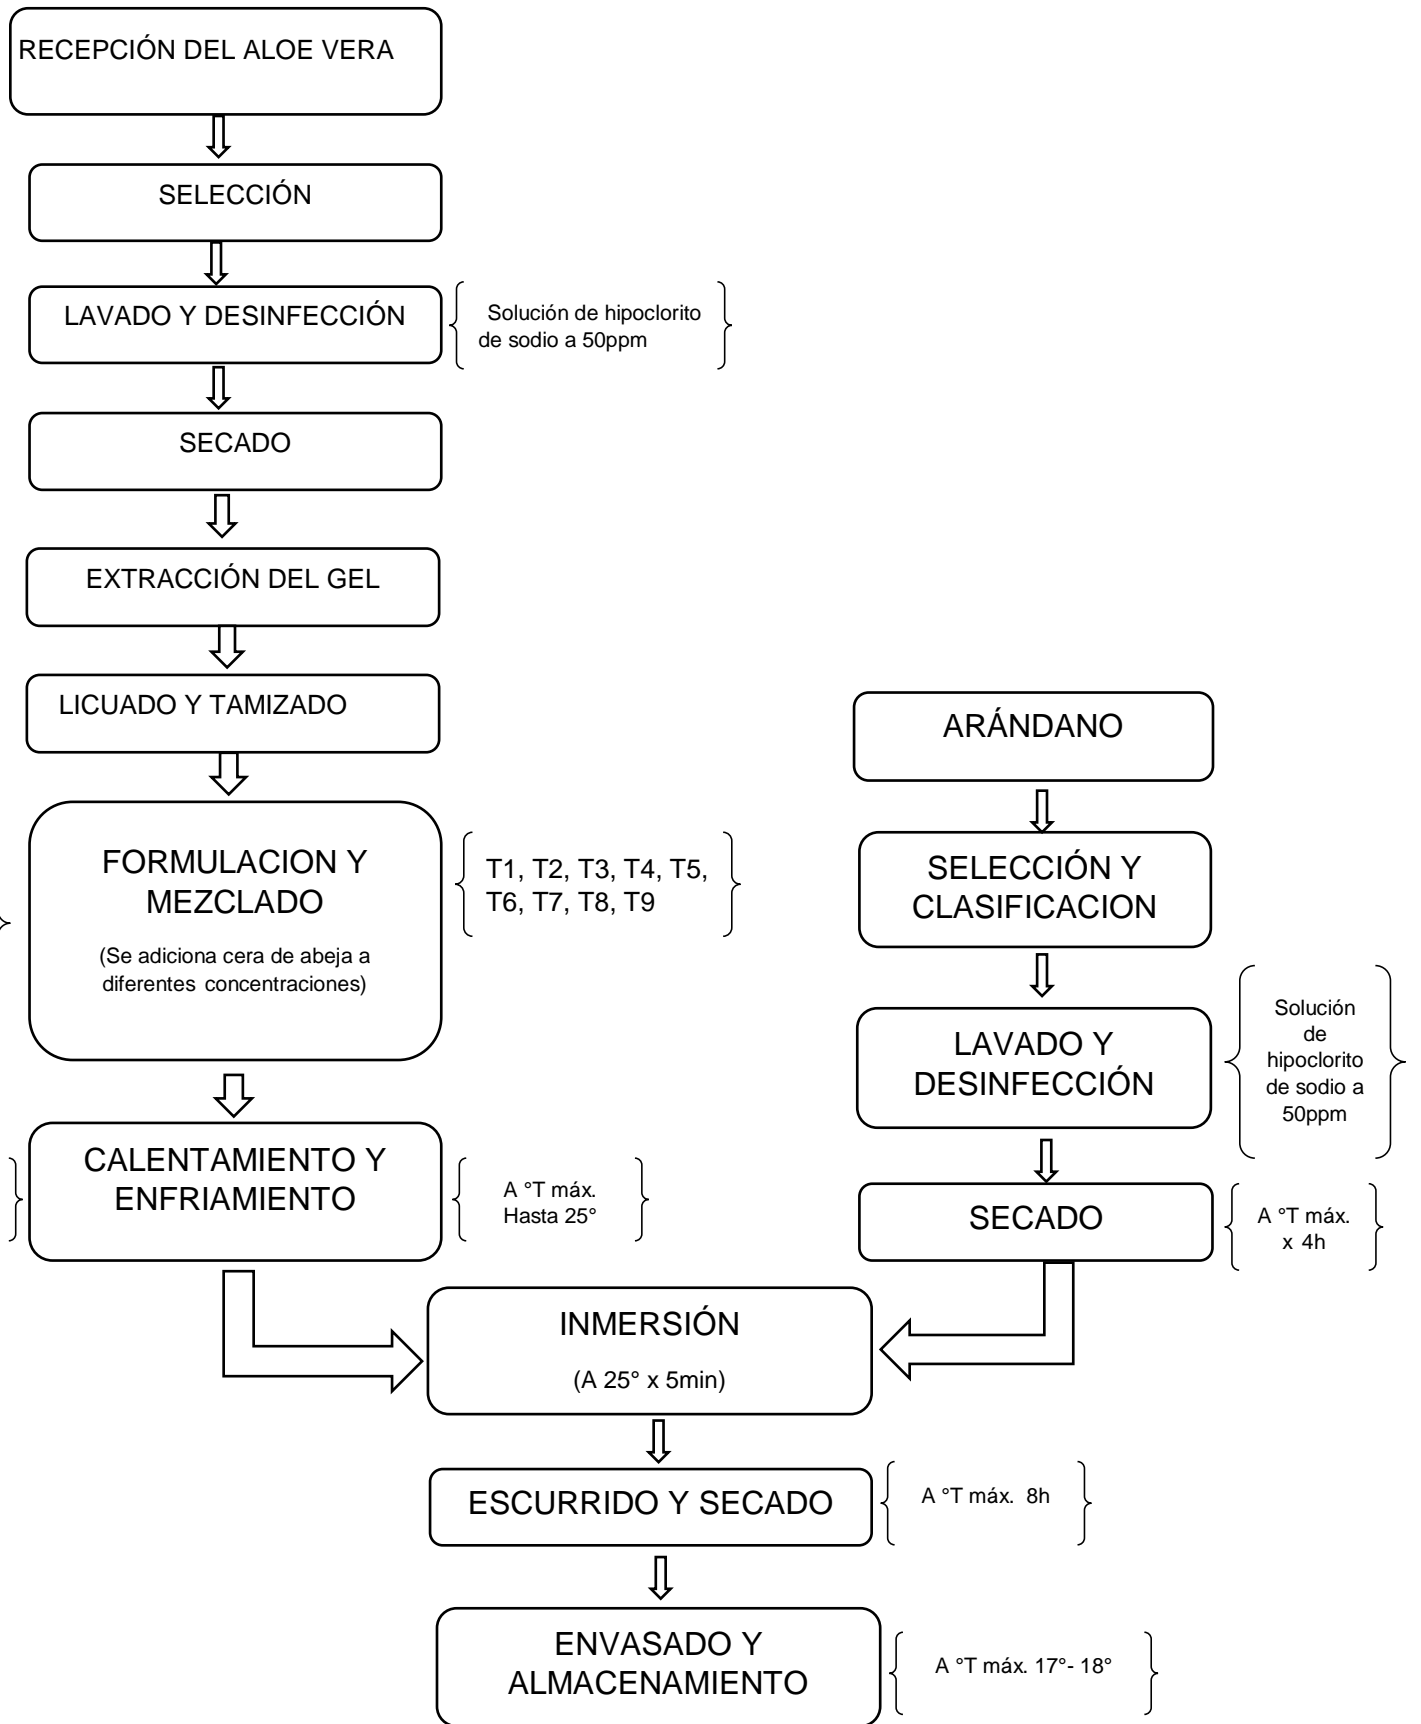 RECEPCIÓN DEL ALOE VERA
SELECCIÓN
LAVADO Y DESINFECCIÓN
Solución de hipoclorito
de sodio a 50ppm
SECADO
EXTRACCIÓN DEL GEL
LICUADO Y TAMIZADO
FORMULACION Y
MEZCLADO
(Se adiciona cera de abeja a
diferentes concentraciones)
T1, T2, T3, T4, T5,
T6, T7, T8, T9
CALENTAMIENTO Y
ENFRIAMIENTO
A °T máx.
Hasta 25°
ARÁNDANO
SELECCIÓN Y
CLASIFICACION
LAVADO Y
DESINFECCIÓN
Solución
de
hipoclorito
de sodio a
50ppm
SECADO
A °T máx.
x 4h
INMERSIÓN
(A 25° x 5min)
ESCURRIDO Y SECADO
A °T máx. 8h
ENVASADO Y
ALMACENAMIENTO
A °T máx. 17°- 18°